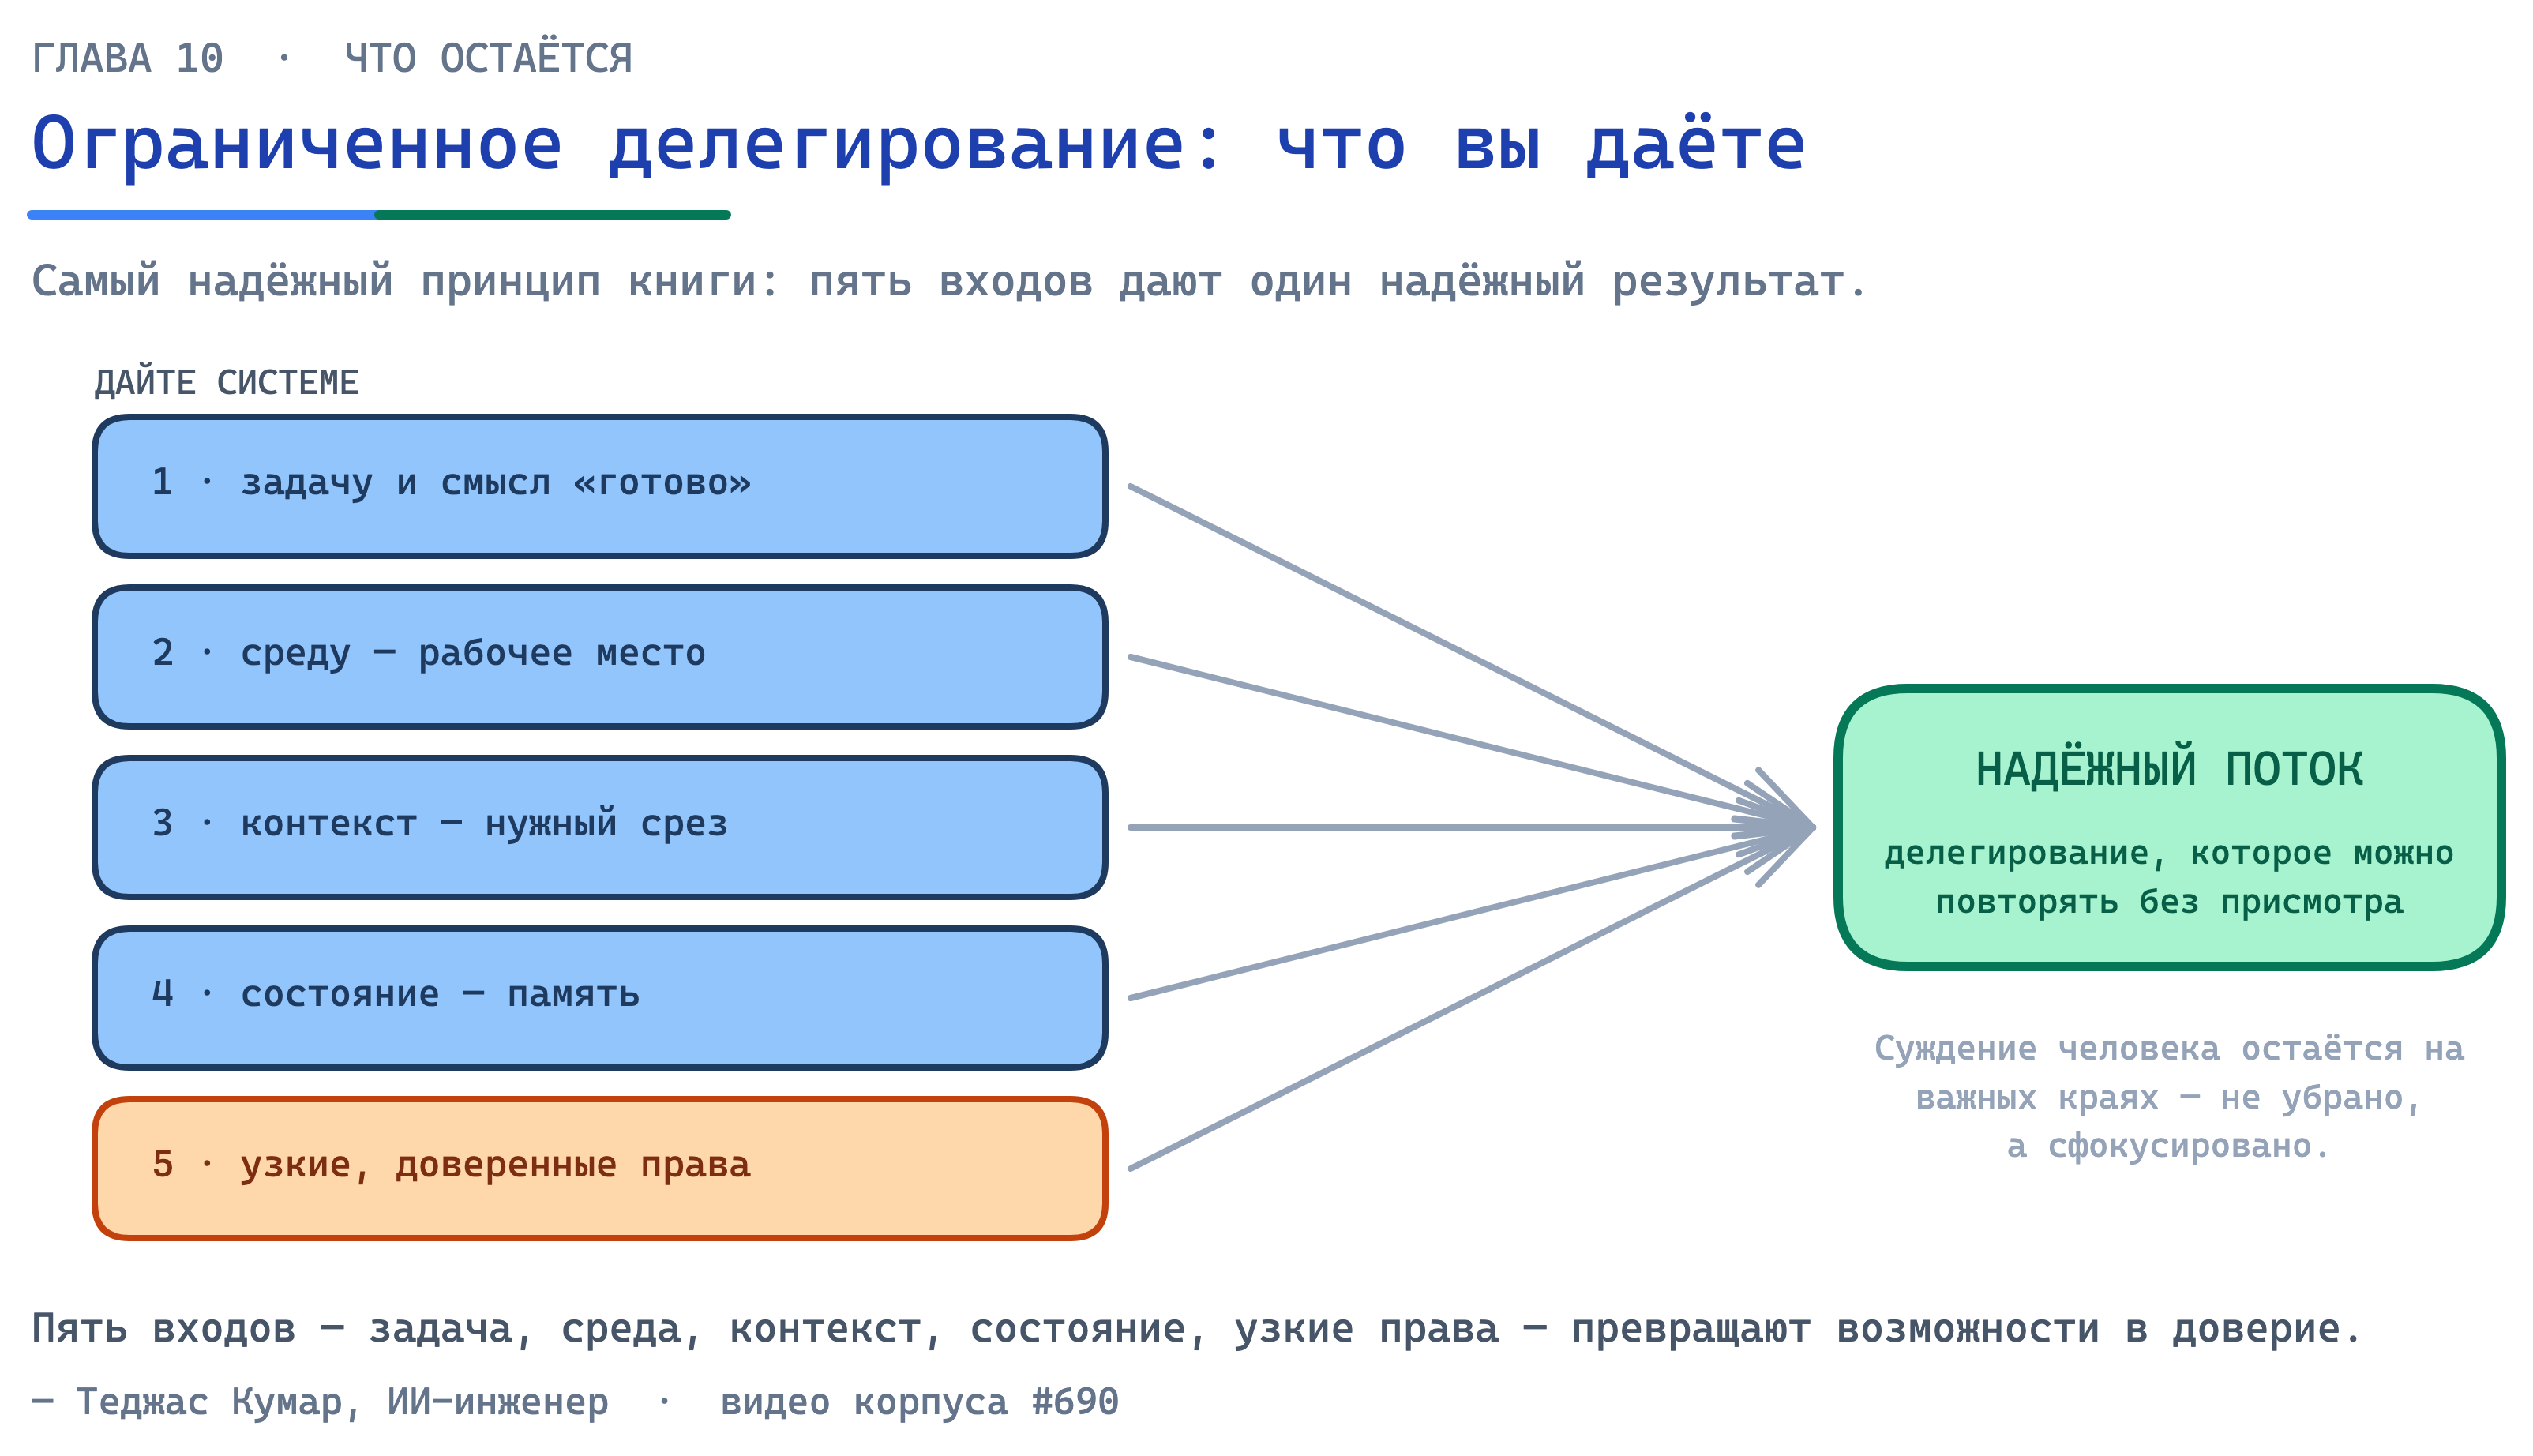 ГЛАВА 10 · ЧТО ОСТАЁТСЯ
Ограниченное делегирование: что вы даёте
Самый надёжный принцип книги: пять входов дают один надёжный результат.
ДАЙТЕ СИСТЕМЕ
1 · задачу и смысл «готово»
2 · среду — рабочее место
3 · контекст — нужный срез
4 · состояние — память
5 · узкие, доверенные права
НАДЁЖНЫЙ ПОТОК
делегирование, которое можно
повторять без присмотра
Суждение человека остаётся на
важных краях — не убрано,
а сфокусировано.
Пять входов — задача, среда, контекст, состояние, узкие права — превращают возможности в доверие.
— Теджас Кумар, ИИ-инженер · видео корпуса #690